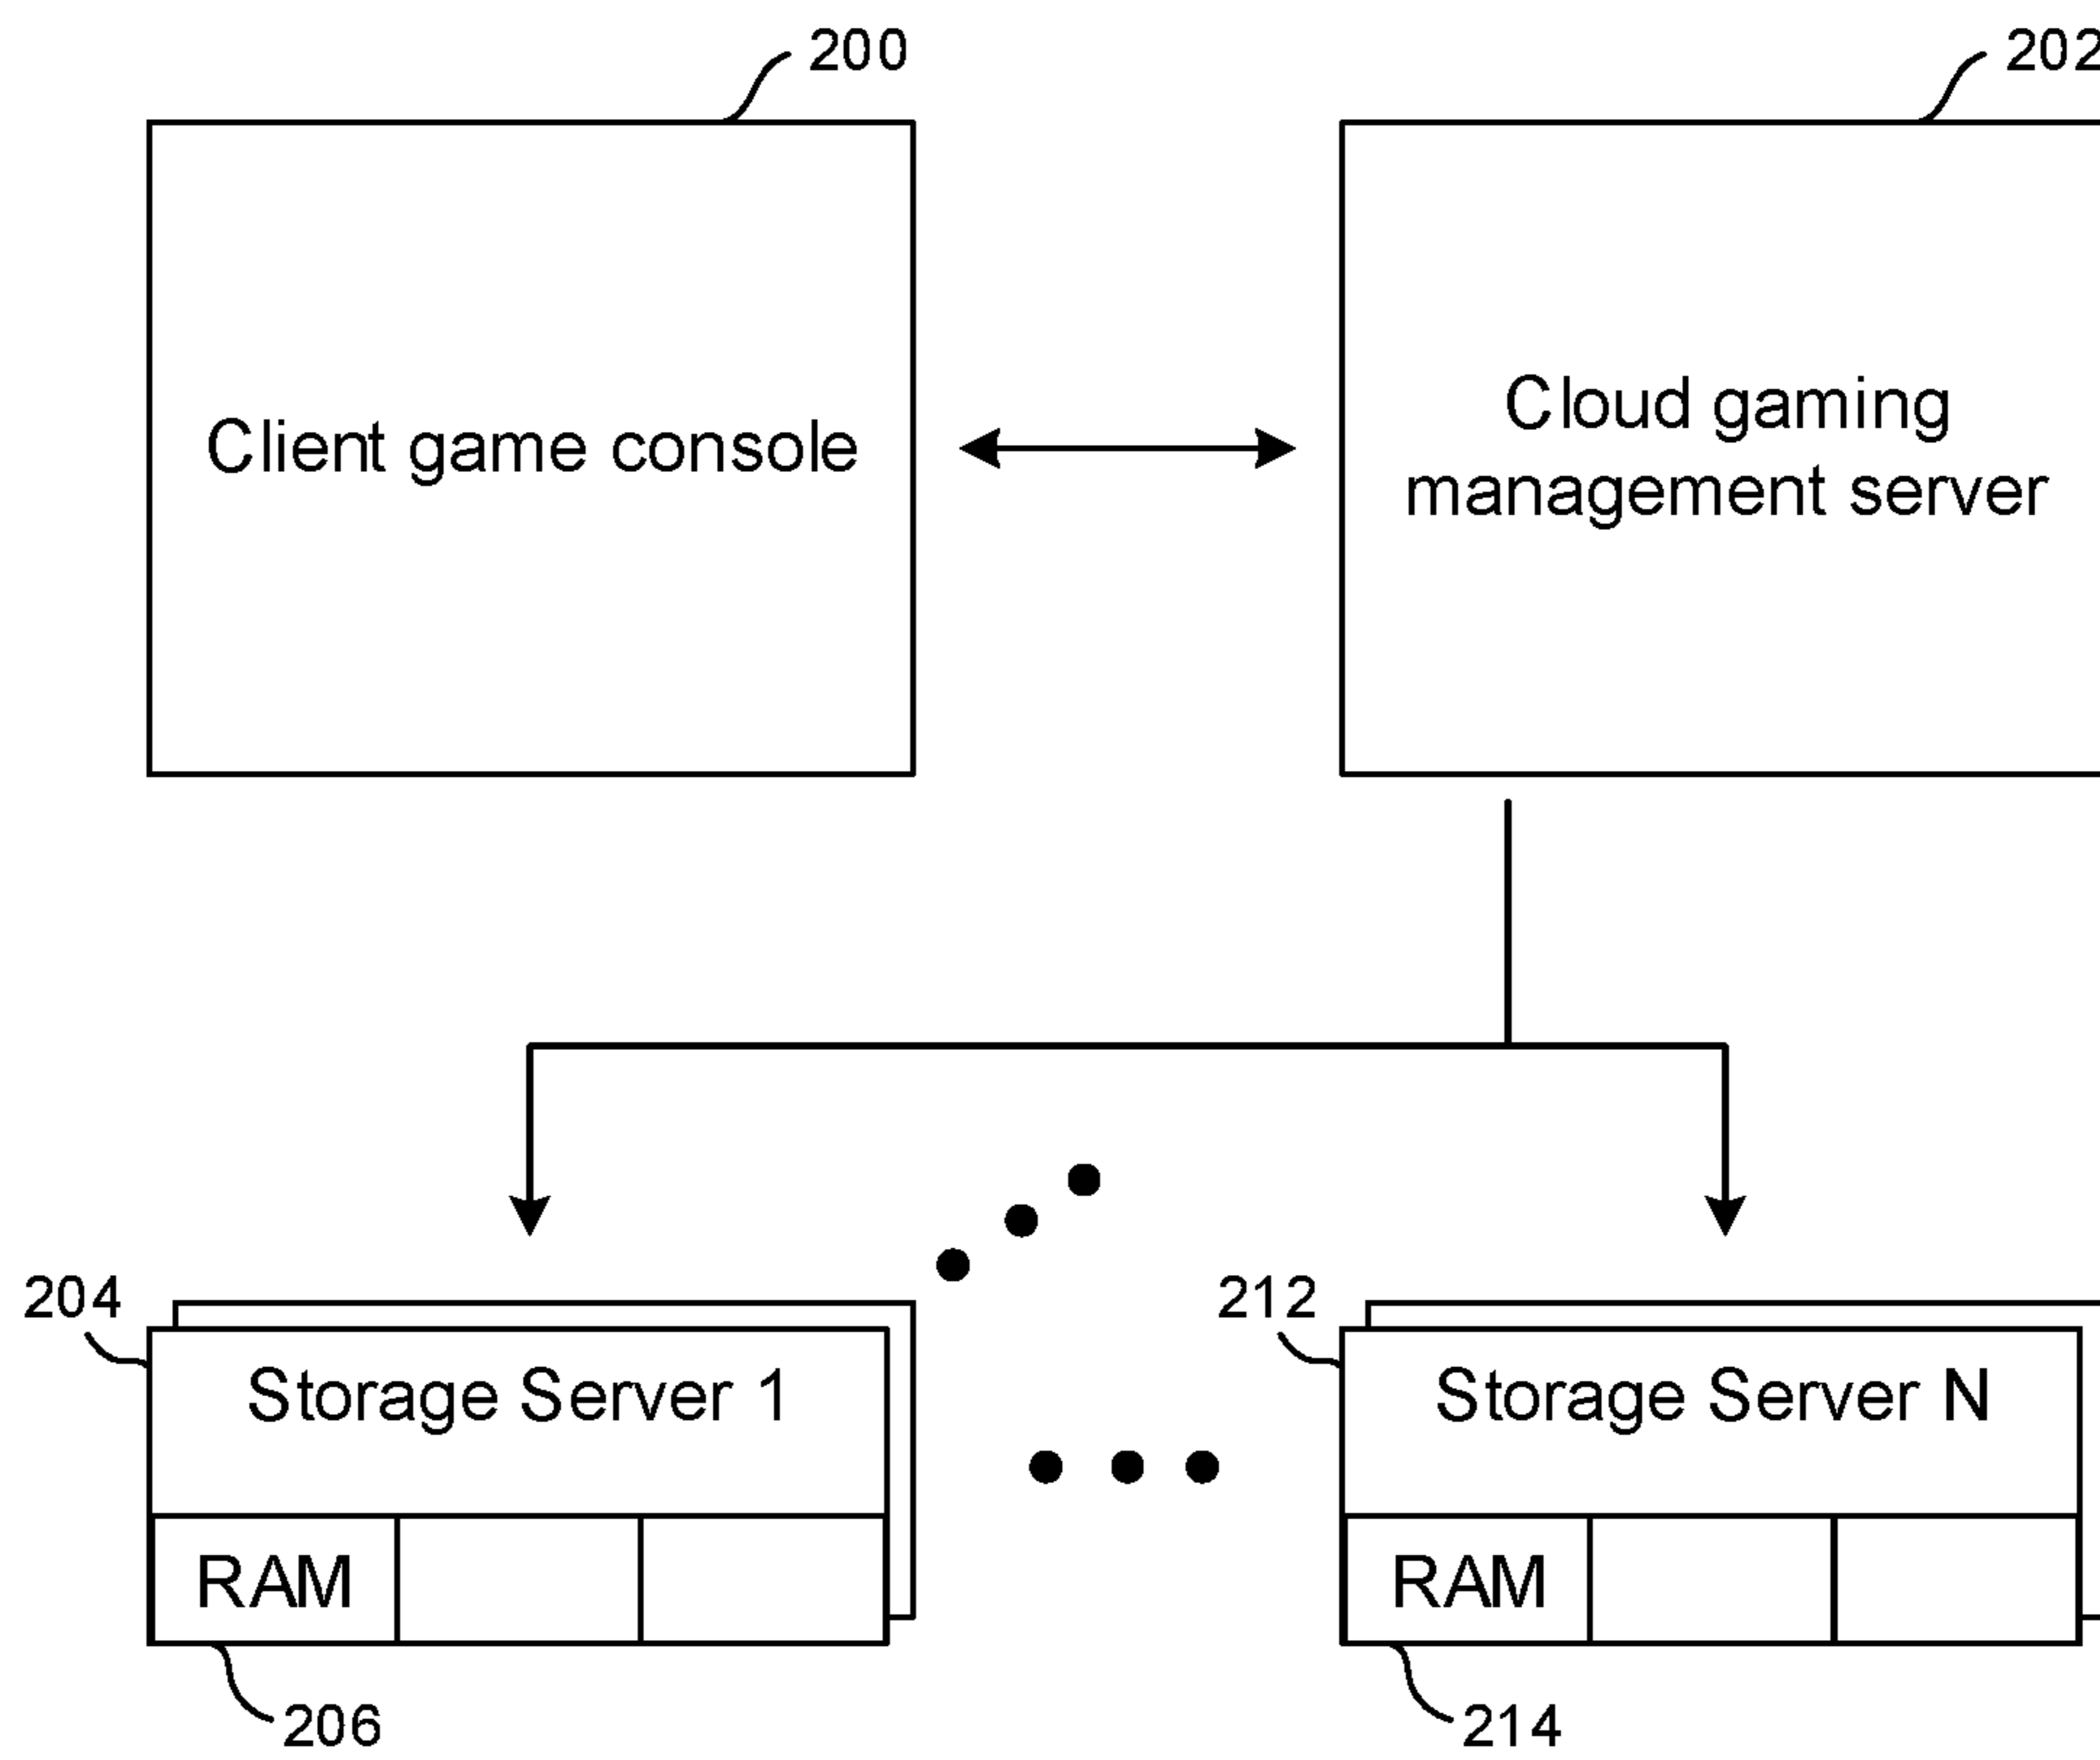 200
202
Client game console
Cloud gaming
management server
204
212
Storage Server 1
Storage Server N
RAM
RAM
206
214